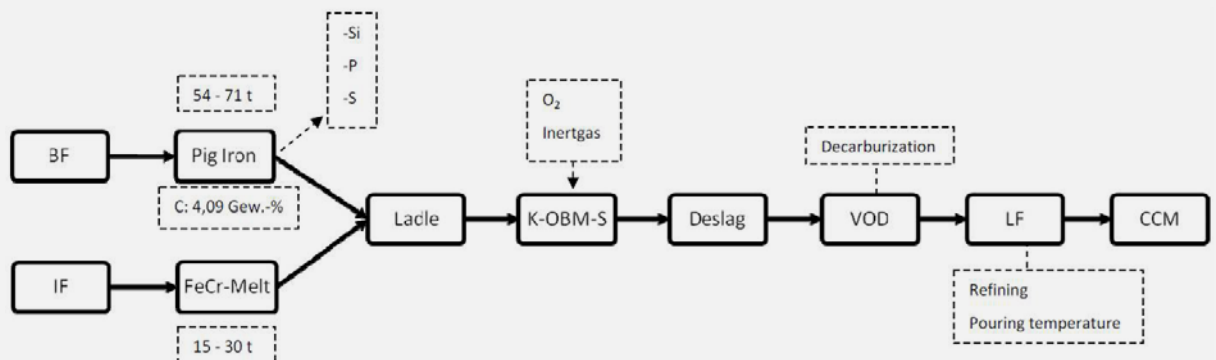 -Si
-P
-S
54 - 71 t
BF
Pig Iron
C: 4,09 Gew.-%
IF
FeCr-Melt
15 - 30 t
Ladle
O₂
Inertgas
K-OBM-S
Deslag
Decarburization
VOD
LF
Refining
Pouring temperature
CCM